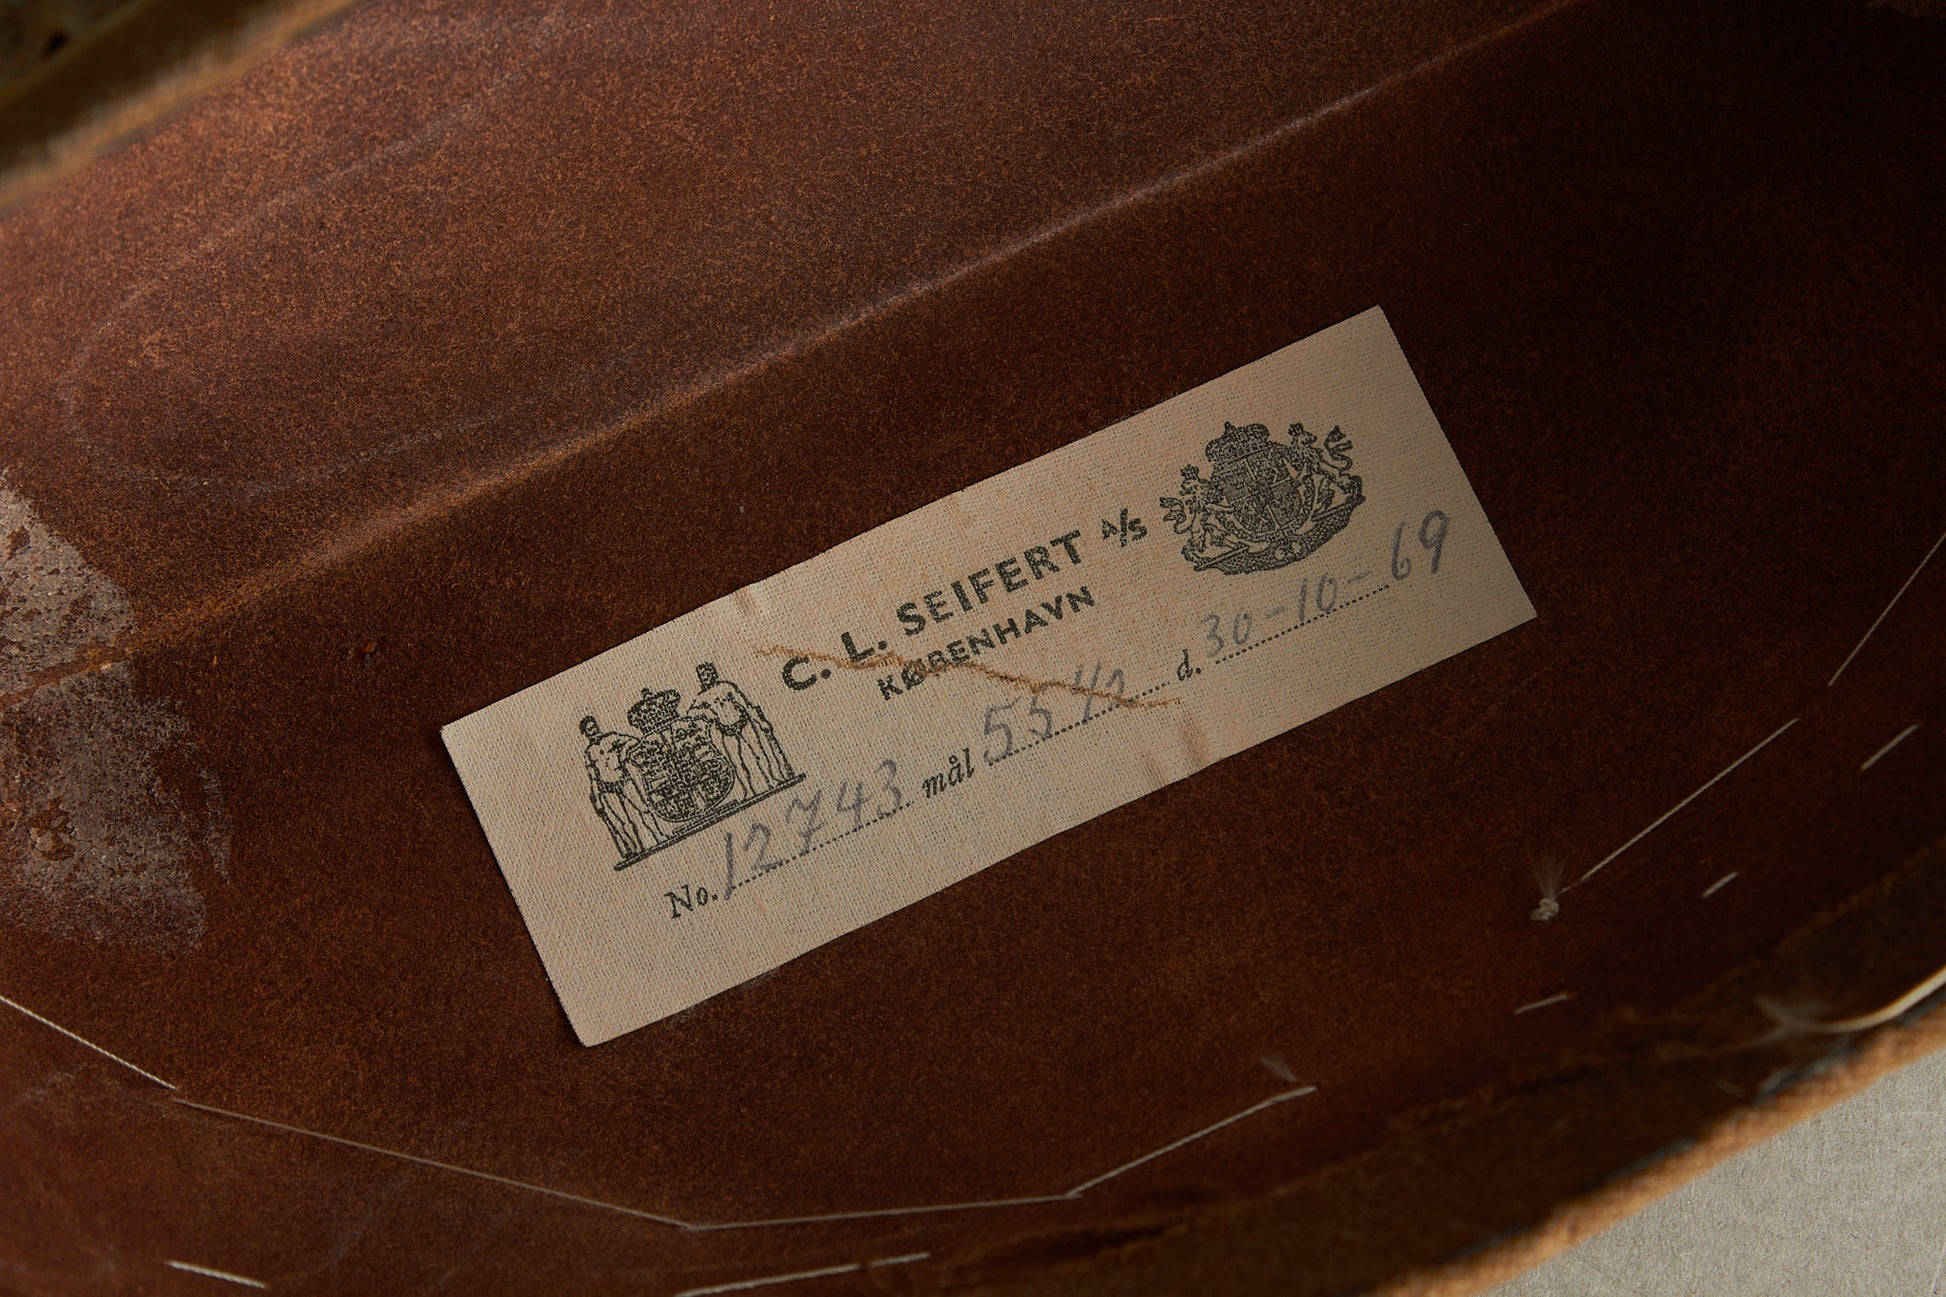 C. L. SEIFERT A/S
KØBENHAVN
No. 12743 mål 55 1/2 d. 30-10-69